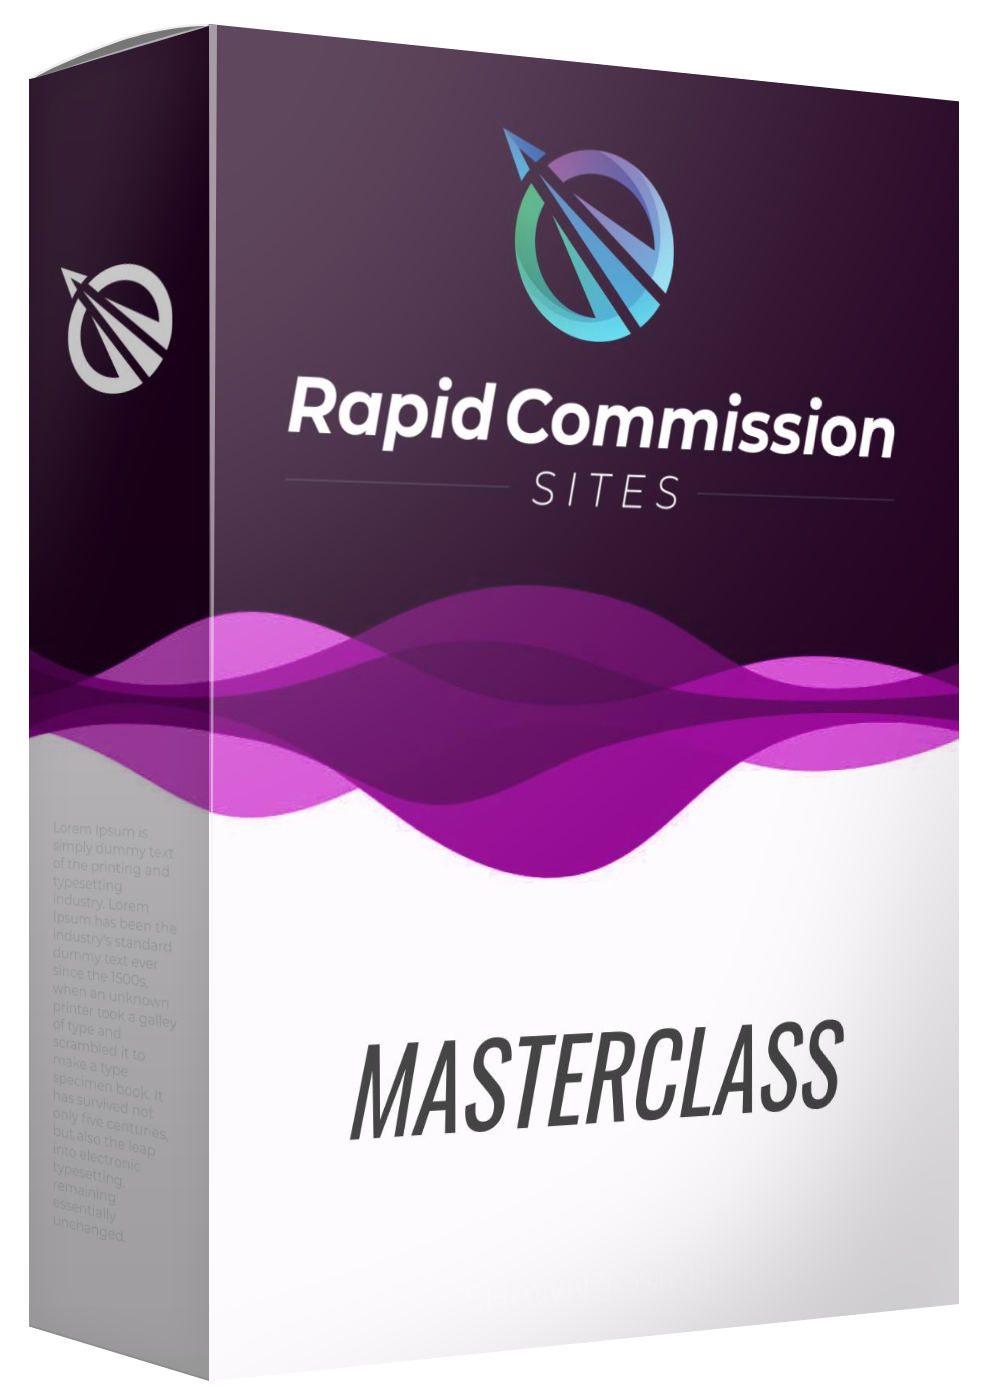 Rapid Commission
SITES
MASTERCLASS
Lorem Ipsum is
simply dummy text
of the printing and
typesetting
industry. Lorem
Ipsum has been the
industry's standard
dummy text ever
since the 1500s,
when an unknown
printer took a galley
of type and
scrambled it to
make a type
specimen book. It
has survived not
only five centuries,
but also the leap
into electronic
typesetting,
remaining
essentially
unchanged